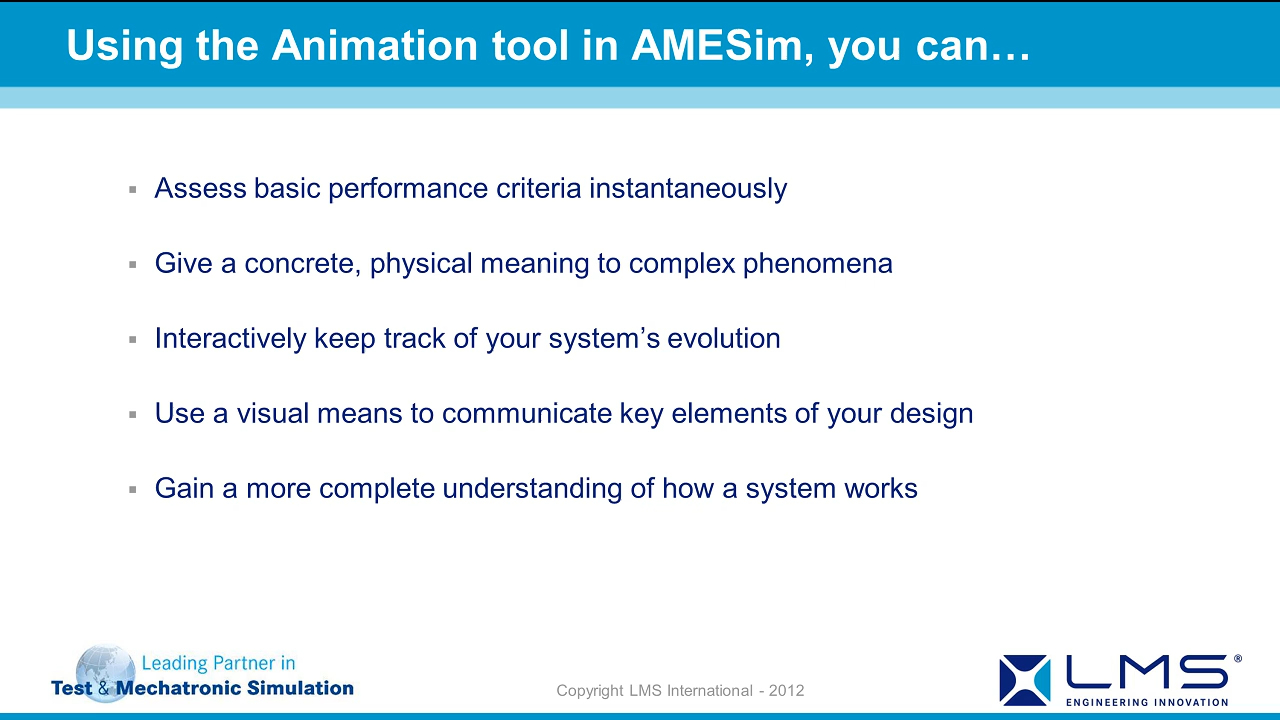 Using the Animation tool in AMESim, you can…
▪ Assess basic performance criteria instantaneously
▪ Give a concrete, physical meaning to complex phenomena
▪ Interactively keep track of your system’s evolution
▪ Use a visual means to communicate key elements of your design
▪ Gain a more complete understanding of how a system works
Leading Partner in
Test & Mechatronic Simulation
Copyright LMS International - 2012
LMS®
ENGINEERING INNOVATION